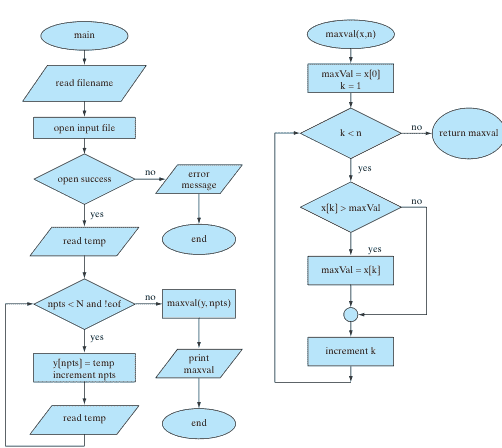 main
read filename
open input file
open success
no
error
message
yes
end
read temp
npts < N and !eof
no
maxval(y, npts)
yes
y[npts] = temp
increment npts
print
maxval
read temp
end
maxval(x,n)
maxVal = x[0]
k = 1
k < n
no
return maxval
yes
x[k] > maxVal
no
yes
maxVal = x[k]
increment k